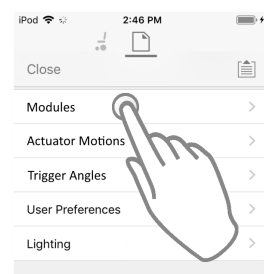 iPod 2:46 PM
Close
Modules
Actuator Motions
Trigger Angles
User Preferences
Lighting